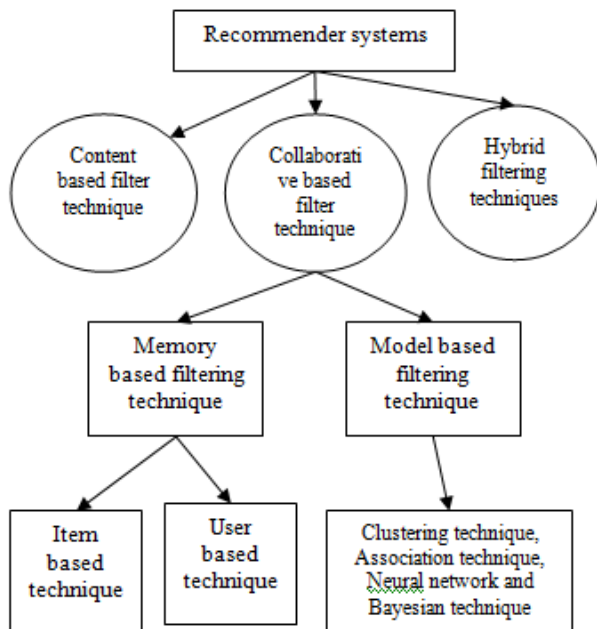 Recommender systems
Content
based filter
technique
Collaborati
ve based
filter
technique
Hybrid
filtering
techniques
Memory
based filtering
technique
Model based
filtering
technique
Item
based
technique
User
based
technique
Clustering technique,
Association technique,
Neural network and
Bayesian technique